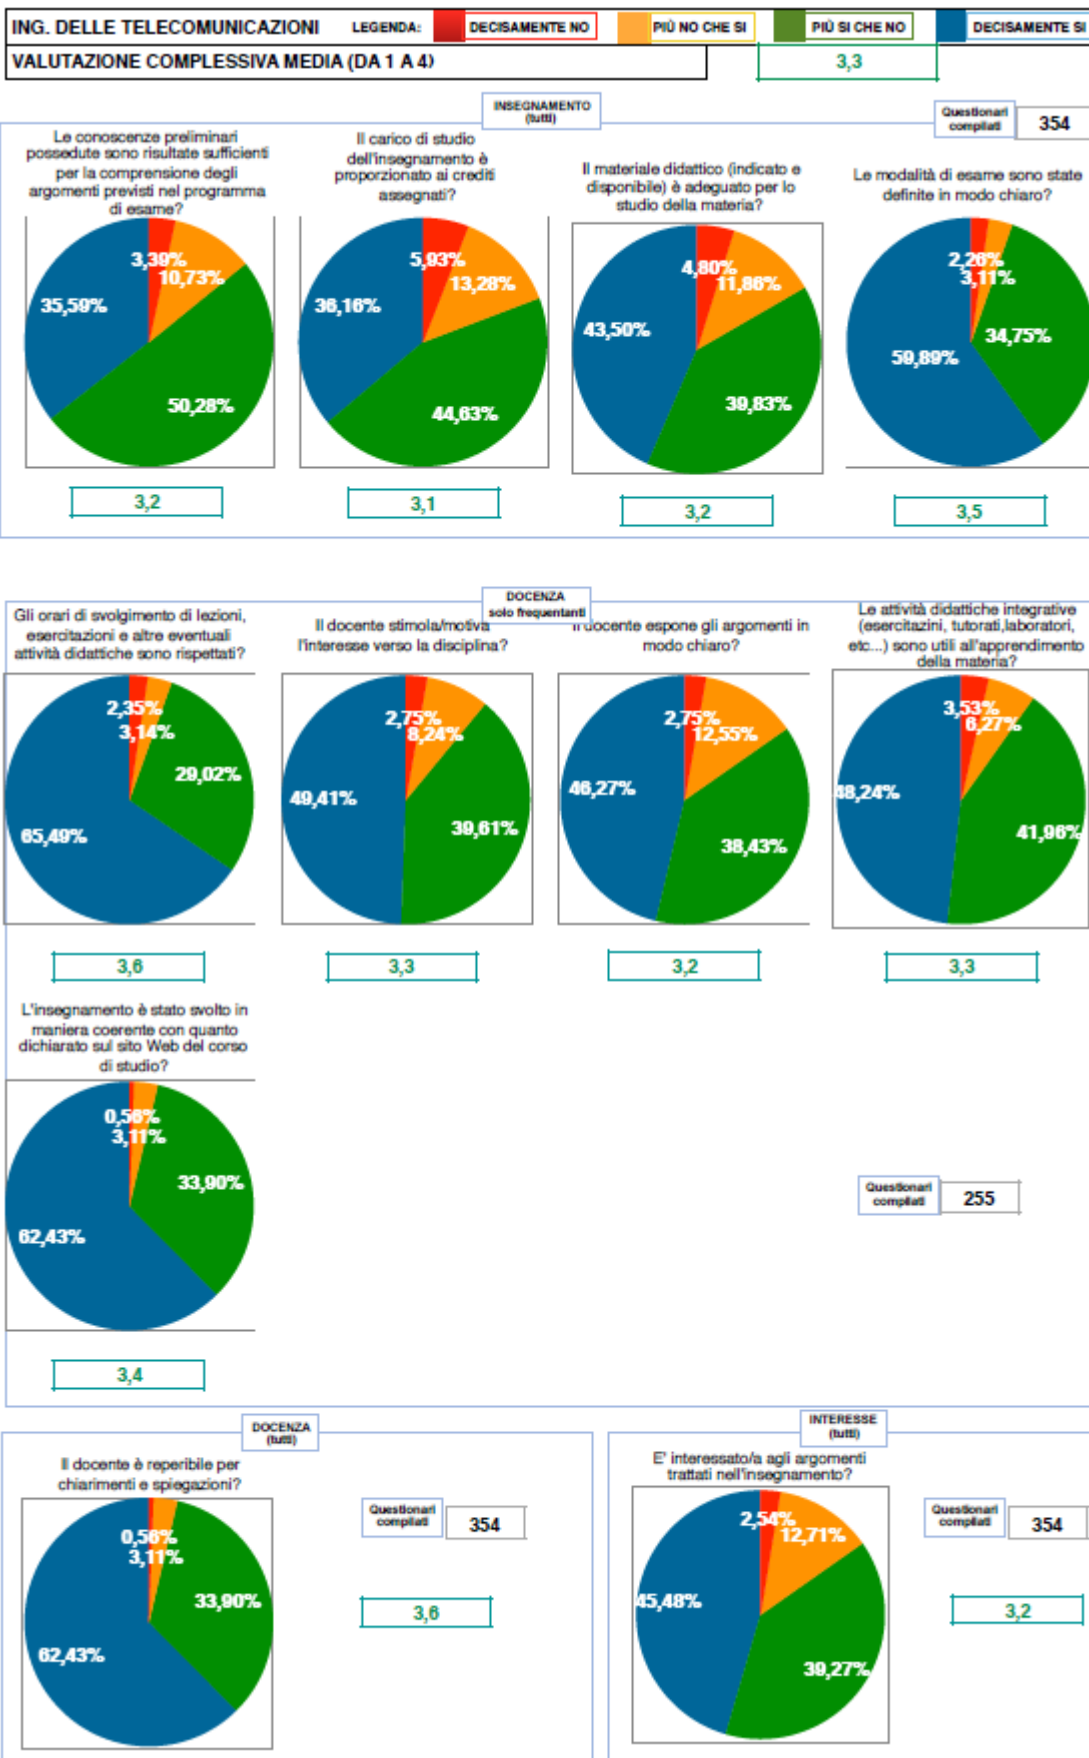 ING. DELLE TELECOMUNICAZIONI LEGENDA: DECISAMENTE NO PIÙ NO CHE SI PIÙ SI CHE NO DECISAMENTE SI
VALUTAZIONE COMPLESSIVA MEDIA (DA 1 A 4) 3,3
INSEGNAMENTO
(tutti)
Questionari
compilati 354
Le conoscenze preliminari
possedute sono risultate sufficienti
per la comprensione degli
argomenti previsti nel programma
di esame?
3,39%
10,73%
35,59%
50,28%
3,2
Il carico di studio
dell'insegnamento è
proporzionato ai crediti
assegnati?
5,93%
13,28%
36,16%
44,63%
3,1
Il materiale didattico (indicato e
disponibile) è adeguato per lo
studio della materia?
4,80%
11,86%
43,50%
39,83%
3,2
Le modalità di esame sono state
definite in modo chiaro?
2,26%
3,11%
34,75%
59,89%
3,5
DOCENZA
solo frequentanti
Gli orari di svolgimento di lezioni,
esercitazioni e altre eventuali
attività didattiche sono rispettati?
2,35%
3,14%
29,02%
65,49%
3,6
Il docente stimola/motiva
l'interesse verso la disciplina?
2,75%
8,24%
49,41%
39,61%
3,3
Il docente espone gli argomenti in
modo chiaro?
2,75%
12,55%
46,27%
38,43%
3,2
Le attività didattiche integrative
(esercitazini, tutorati,laboratori,
etc...) sono utili all'apprendimento
della materia?
3,53%
6,27%
48,24%
41,96%
3,3
L'insegnamento è stato svolto in
maniera coerente con quanto
dichiarato sul sito Web del corso
di studio?
0,56%
3,11%
33,90%
62,43%
3,4
Questionari
compilati 255
DOCENZA
(tutti)
Il docente è reperibile per
chiarimenti e spiegazioni?
0,56%
3,11%
33,90%
62,43%
Questionari
compilati 354
3,6
INTERESSE
(tutti)
E' interessato/a agli argomenti
trattati nell'insegnamento?
2,54%
12,71%
45,48%
39,27%
Questionari
compilati 354
3,2